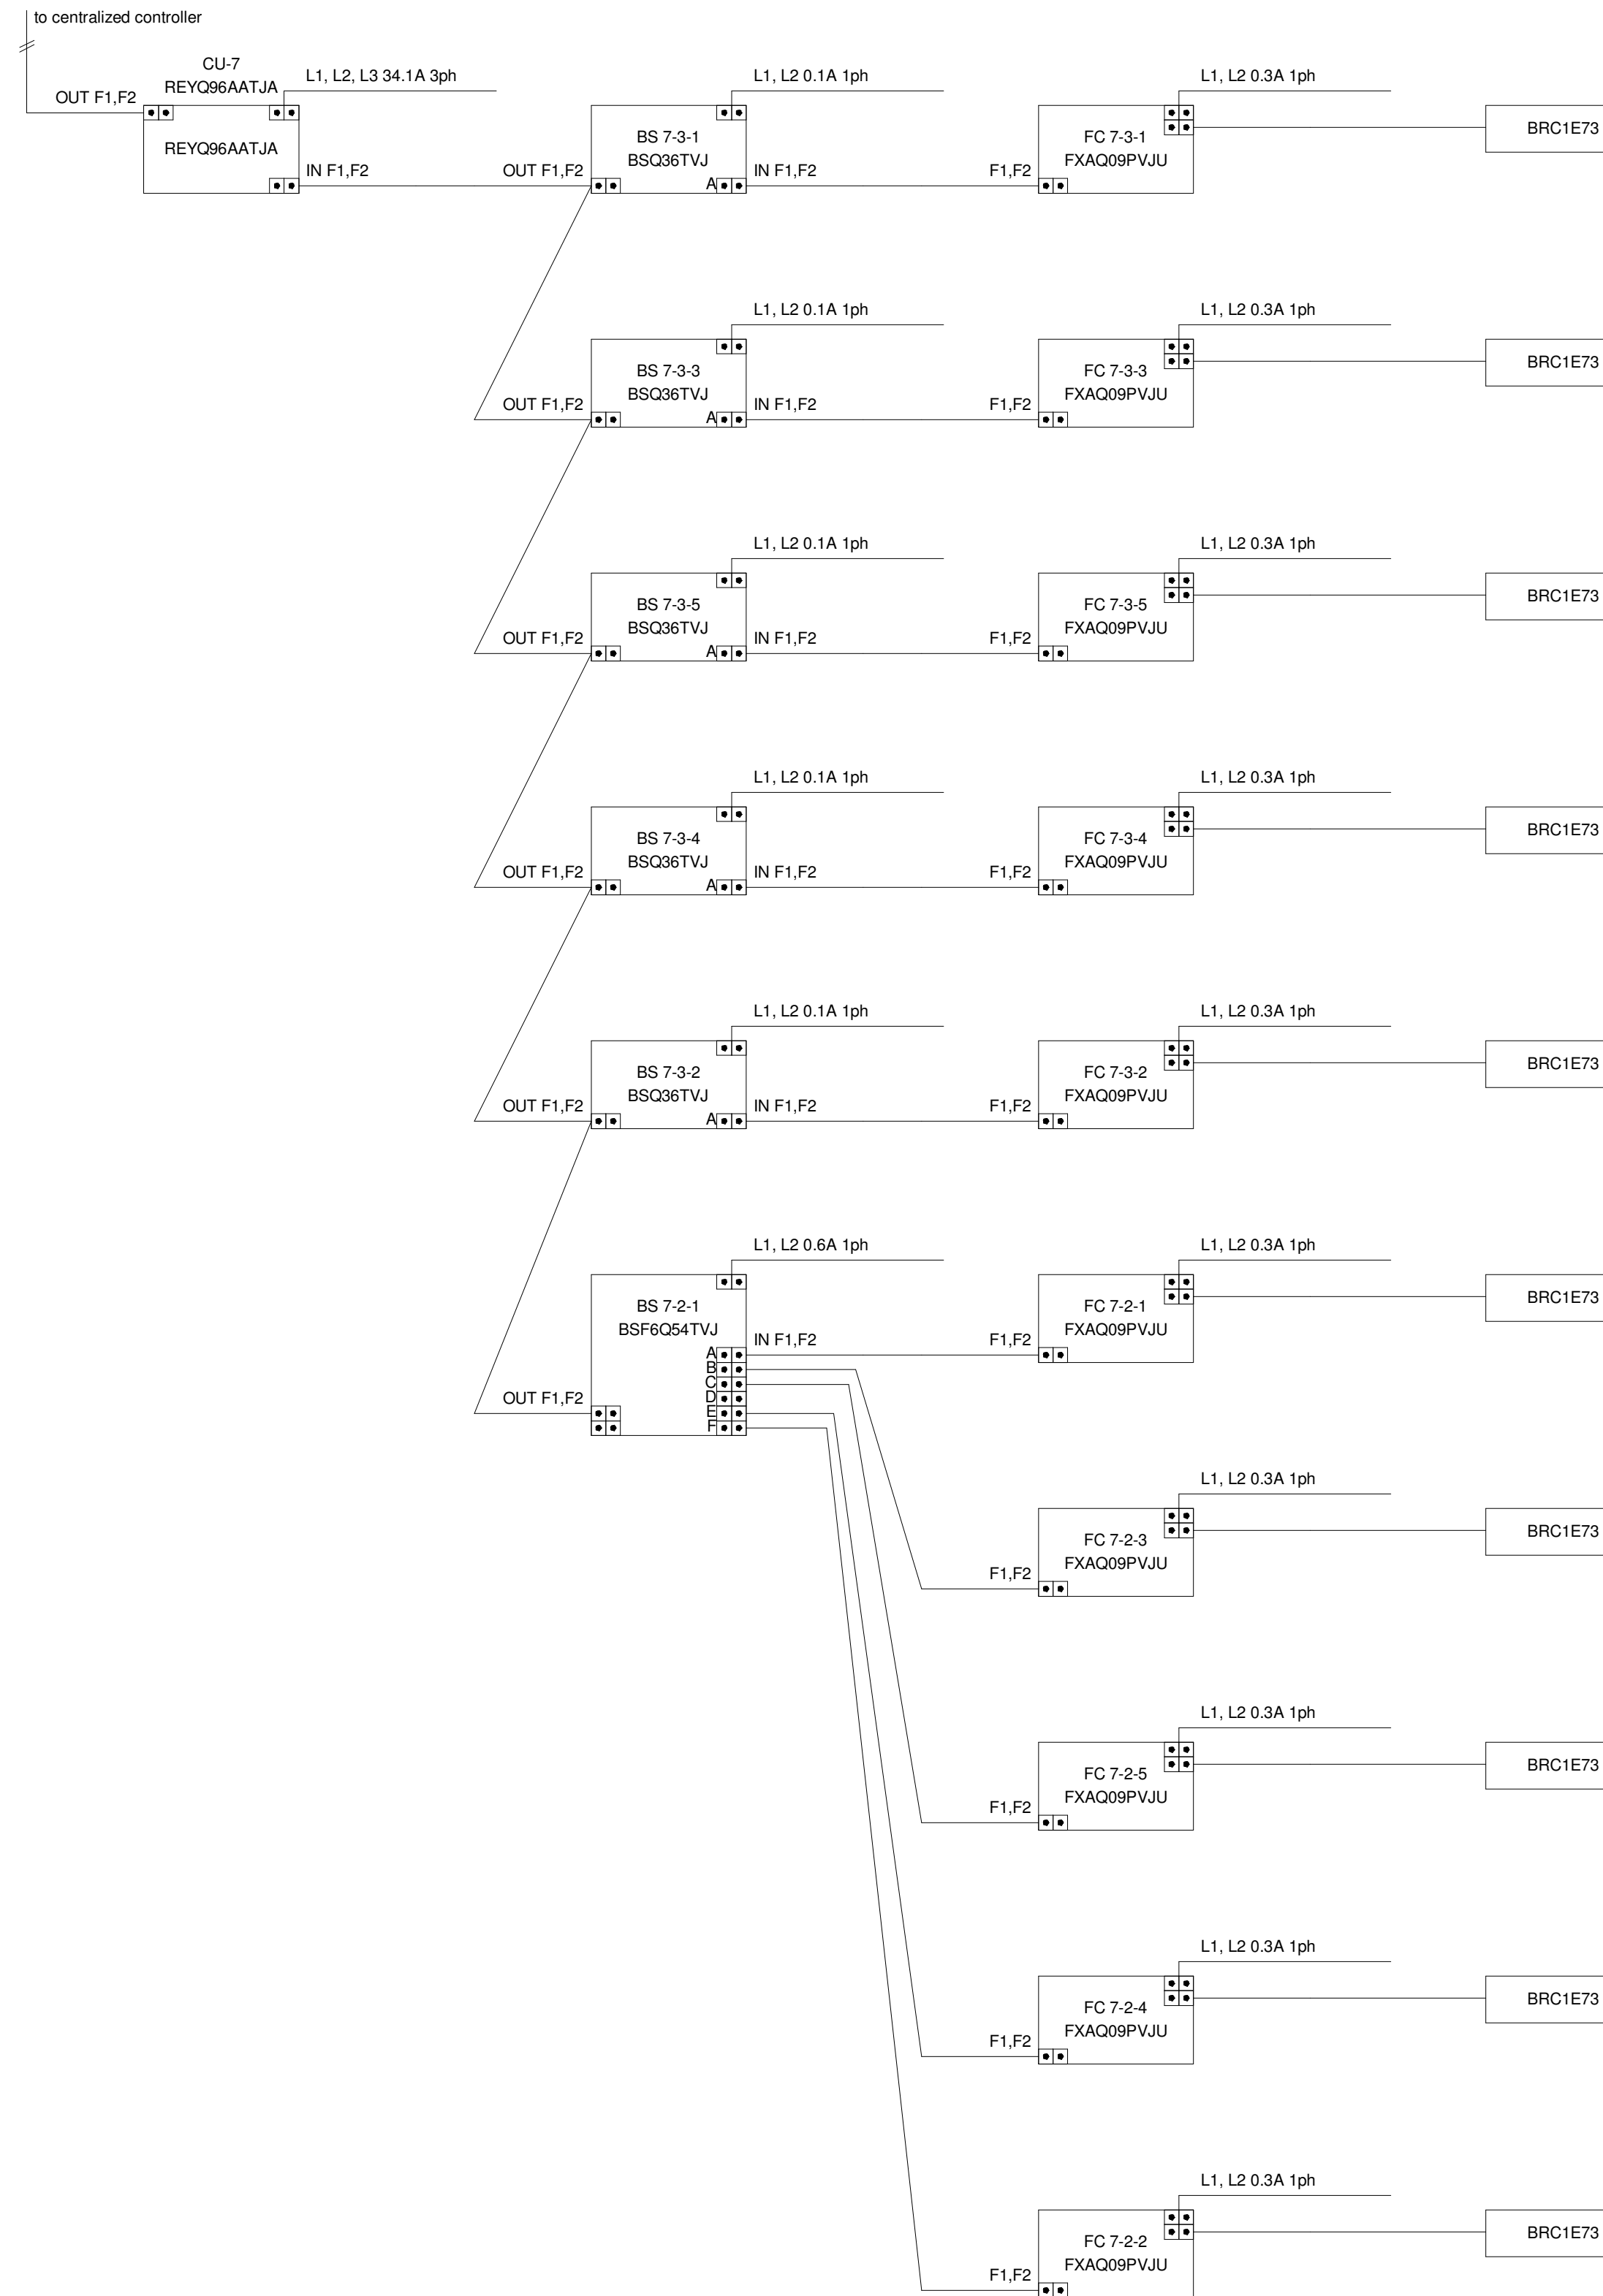 to centralized controller
CU-7
REYQ96AATJA
L1, L2, L3 34.1A 3ph
OUT F1,F2
REYQ96AATJA
IN F1,F2
L1, L2 0.1A 1ph
BS 7-3-1
BSQ36TVJ
OUT F1,F2
A
IN F1,F2
L1, L2 0.3A 1ph
FC 7-3-1
FXAQ09PVJU
F1,F2
BRC1E73
L1, L2 0.1A 1ph
BS 7-3-3
BSQ36TVJ
OUT F1,F2
A
IN F1,F2
L1, L2 0.3A 1ph
FC 7-3-3
FXAQ09PVJU
F1,F2
BRC1E73
L1, L2 0.1A 1ph
BS 7-3-5
BSQ36TVJ
OUT F1,F2
A
IN F1,F2
L1, L2 0.3A 1ph
FC 7-3-5
FXAQ09PVJU
F1,F2
BRC1E73
L1, L2 0.1A 1ph
BS 7-3-4
BSQ36TVJ
OUT F1,F2
A
IN F1,F2
L1, L2 0.3A 1ph
FC 7-3-4
FXAQ09PVJU
F1,F2
BRC1E73
L1, L2 0.1A 1ph
BS 7-3-2
BSQ36TVJ
OUT F1,F2
A
IN F1,F2
L1, L2 0.3A 1ph
FC 7-3-2
FXAQ09PVJU
F1,F2
BRC1E73
L1, L2 0.6A 1ph
BS 7-2-1
BSF6Q54TVJ
A
B
C
D
E
F
OUT F1,F2
IN F1,F2
L1, L2 0.3A 1ph
FC 7-2-1
FXAQ09PVJU
F1,F2
BRC1E73
L1, L2 0.3A 1ph
FC 7-2-3
FXAQ09PVJU
F1,F2
BRC1E73
L1, L2 0.3A 1ph
FC 7-2-5
FXAQ09PVJU
F1,F2
BRC1E73
L1, L2 0.3A 1ph
FC 7-2-4
FXAQ09PVJU
F1,F2
BRC1E73
L1, L2 0.3A 1ph
FC 7-2-2
FXAQ09PVJU
F1,F2
BRC1E73